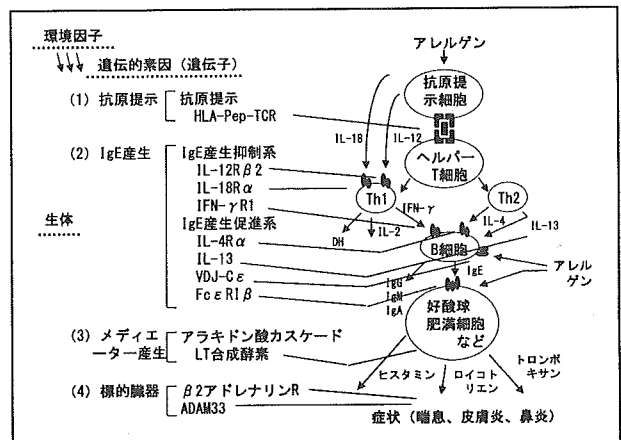 環境因子
遺伝的素因（遺伝子）
(1) 抗原提示
抗原提示
HLA-Pep-TCR
(2) IgE産生
IgE産生抑制系
IL-12Rβ2
IL-18Rα
IFN-γR1
IgE産生促進系
IL-4Rα
IL-13
VDJ-Cε
FcεRIβ
生体
(3) メディエ
ーター産生
アラキドン酸カスケード
LT合成酵素
(4)標的臓器
β2アドレナリンR
ADAM33
アレルゲン
抗原提
示細胞
IL-18
IL-12
ヘルパー
T細胞
Th1
Th2
IFN-γ
IL-4
IL-13
DH
IL-2
B細胞
IgG
IgM
IgA
IgE
アレル
ゲン
好酸球
肥満細胞
など
ヒスタミン
ロイコト
リエン
トロンボ
キサン
症状（喘息、皮膚炎、鼻炎）